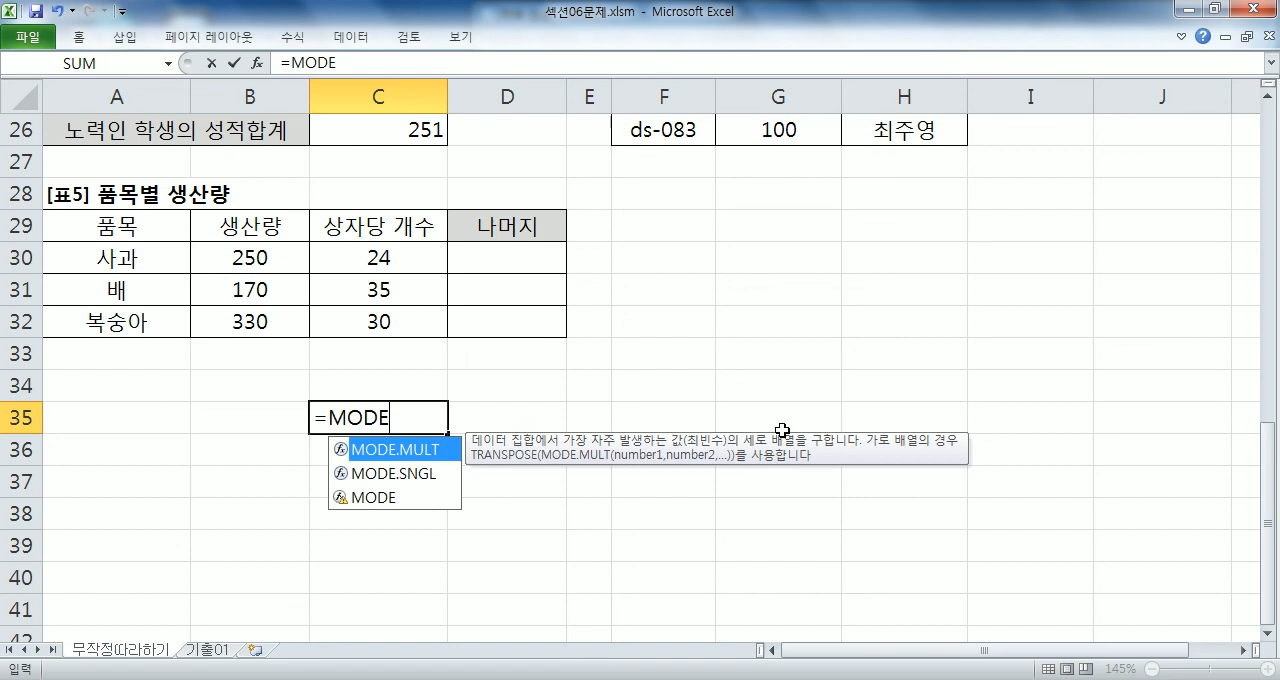 섹션06문제.xlsm - Microsoft Excel
파일 홈 삽입 페이지 레이아웃 수식 데이터 검토 보기
SUM =MODE
A B C D E F G H I J
26 노력인 학생의 성적합계 251 ds-083 100 최주영
27
28 [표5] 품목별 생산량
29 품목 생산량 상자당 개수 나머지
30 사과 250 24
31 배 170 35
32 복숭아 330 30
33
34
35 =MODE
36 MODE.MULT 데이터 집합에서 가장 자주 발생하는 값(최빈수)의 세로 배열을 구합니다. 가로 배열의 경우
TRANSPOSE(MODE.MULT(number1,number2,...))를 사용합니다
37 MODE.SNGL
MODE
38
39
40
41
42
무작정따라하기 기출01
입력 145%